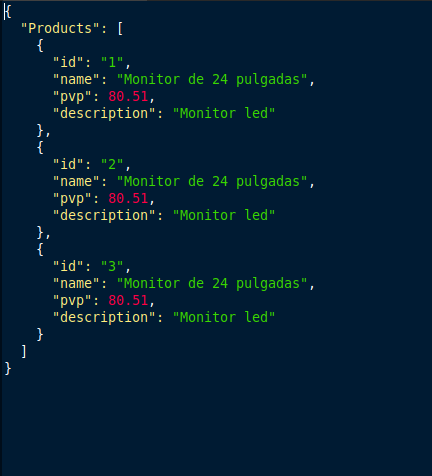 {
  "Products": [
    {
      "id": "1",
      "name": "Monitor de 24 pulgadas",
      "pvp": 80.51,
      "description": "Monitor led"
    },
    {
      "id": "2",
      "name": "Monitor de 24 pulgadas",
      "pvp": 80.51,
      "description": "Monitor led"
    },
    {
      "id": "3",
      "name": "Monitor de 24 pulgadas",
      "pvp": 80.51,
      "description": "Monitor led"
    }
  ]
}